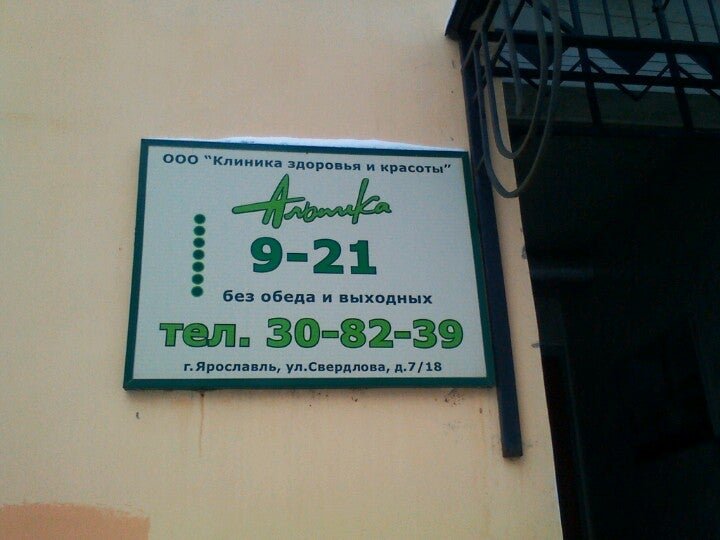 ООО "Клиника здоровья и красоты"
Альтика
9-21
без обеда и выходных
тел. 30-82-39
г.Ярославль, ул.Свердлова, д.7/18